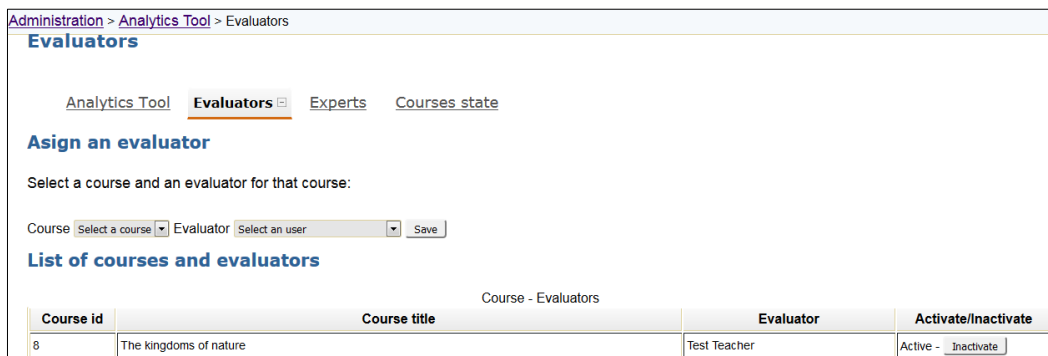 Administration > Analytics Tool > Evaluators
Evaluators
Analytics Tool Evaluators Experts Courses state
Asign an evaluator
Select a course and an evaluator for that course:
Course Select a course Evaluator Select an user Save
List of courses and evaluators
Course - Evaluators
Course id Course title Evaluator Activate/Inactivate
8 The kingdoms of nature Test Teacher Active - Inactivate